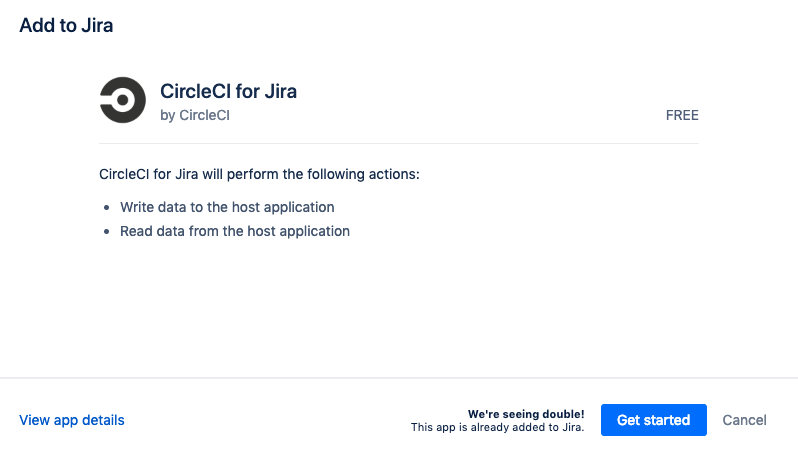 Add to Jira
CircleCI for Jira
by CircleCI
FREE
CircleCI for Jira will perform the following actions:
• Write data to the host application
• Read data from the host application
View app details
We're seeing double!
This app is already added to Jira.
Get started
Cancel